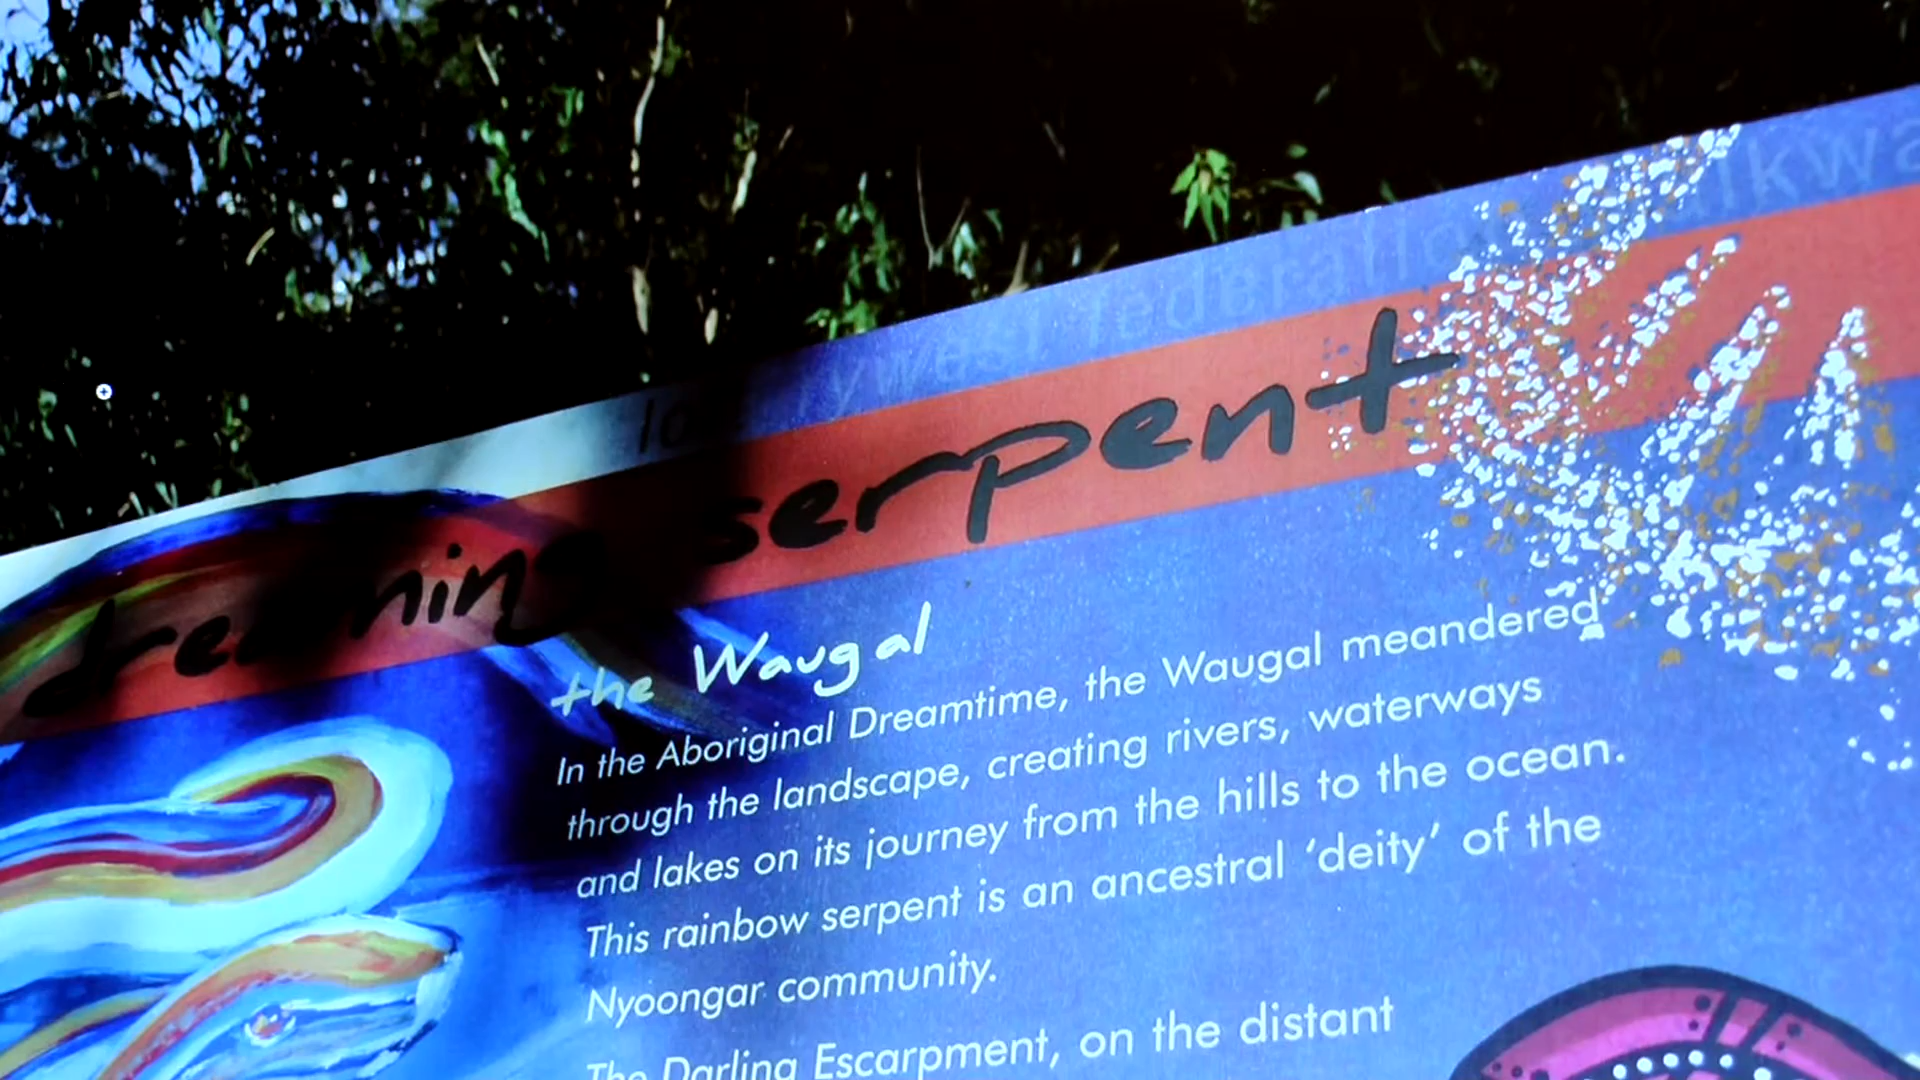 federation
dreaming serpent
the Waugal
In the Aboriginal Dreamtime, the Waugal meandered
through the landscape, creating rivers, waterways
and lakes on its journey from the hills to the ocean.
This rainbow serpent is an ancestral 'deity' of the
Nyoongar community.
The Darling Escarpment, on the distant